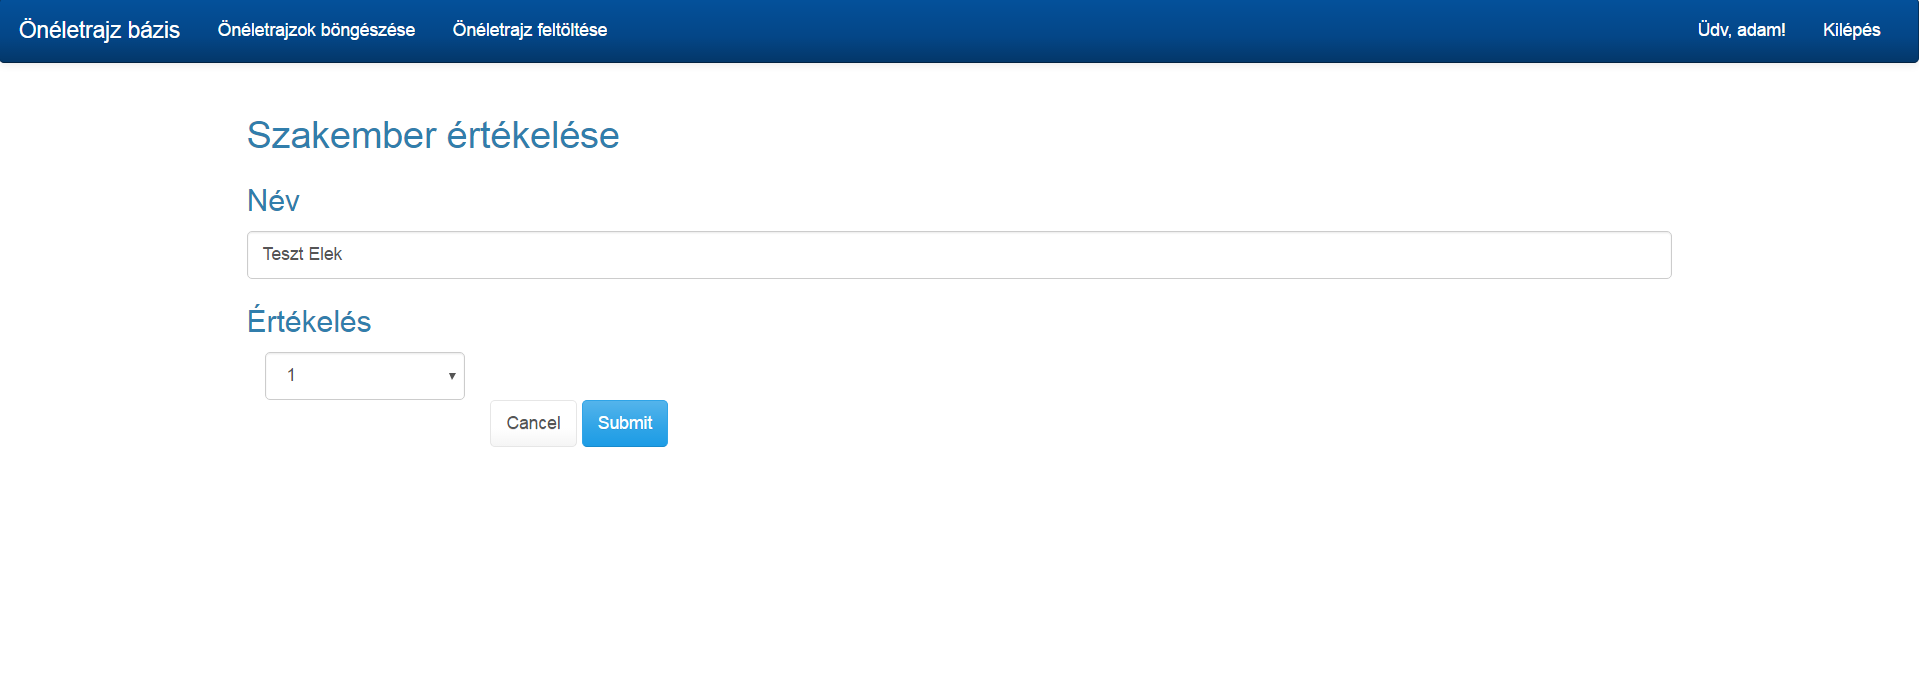 Önéletrajz bázis Önéletrajzok böngészése Önéletrajz feltöltése Üdv, adam! Kilépés
Szakember értékelése
Név
Teszt Elek
Értékelés
1
Cancel Submit